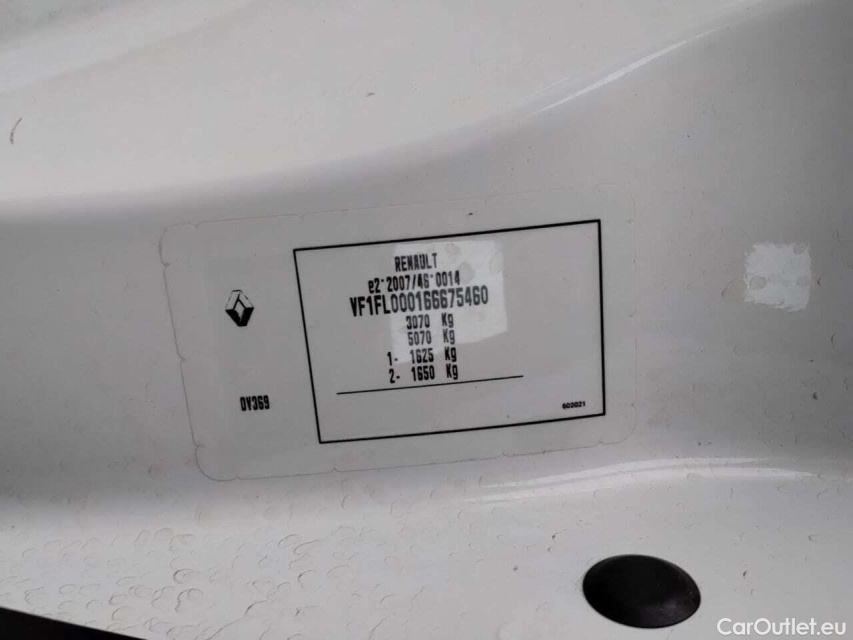 RENAULT
e2*2007/46*0014
VF1FL000166675460
3070 Kg
5070 Kg
1- 1625 Kg
2- 1650 Kg
0V369
602021
CarOutlet.eu